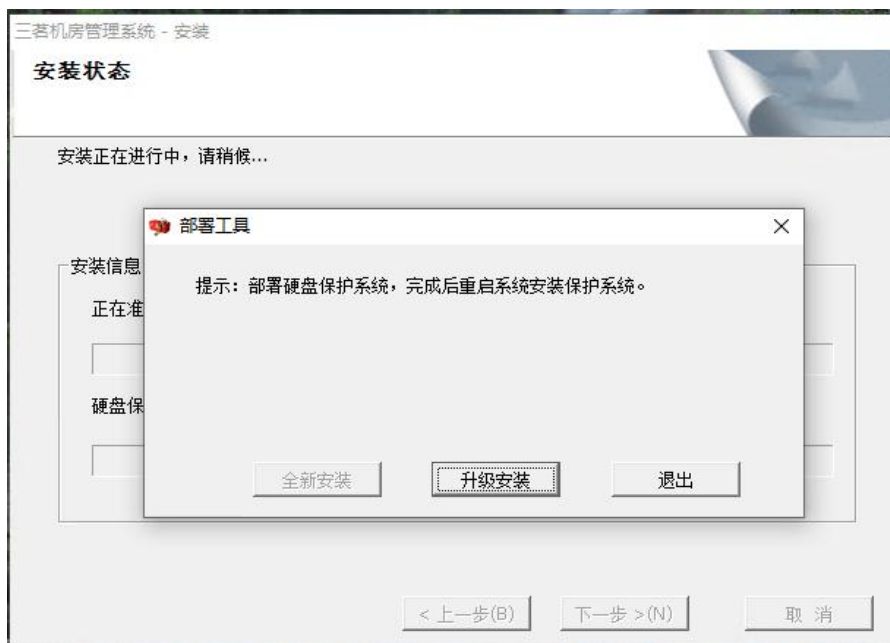 三茗机房管理系统 - 安装
安装状态
安装正在进行中，请稍候...
部署工具
安装信息
提示：部署硬盘保护系统，完成后重启系统安装保护系统。
正在准
硬盘保
全新安装
升级安装
退出
< 上一步(B)
下一步 >(N)
取 消